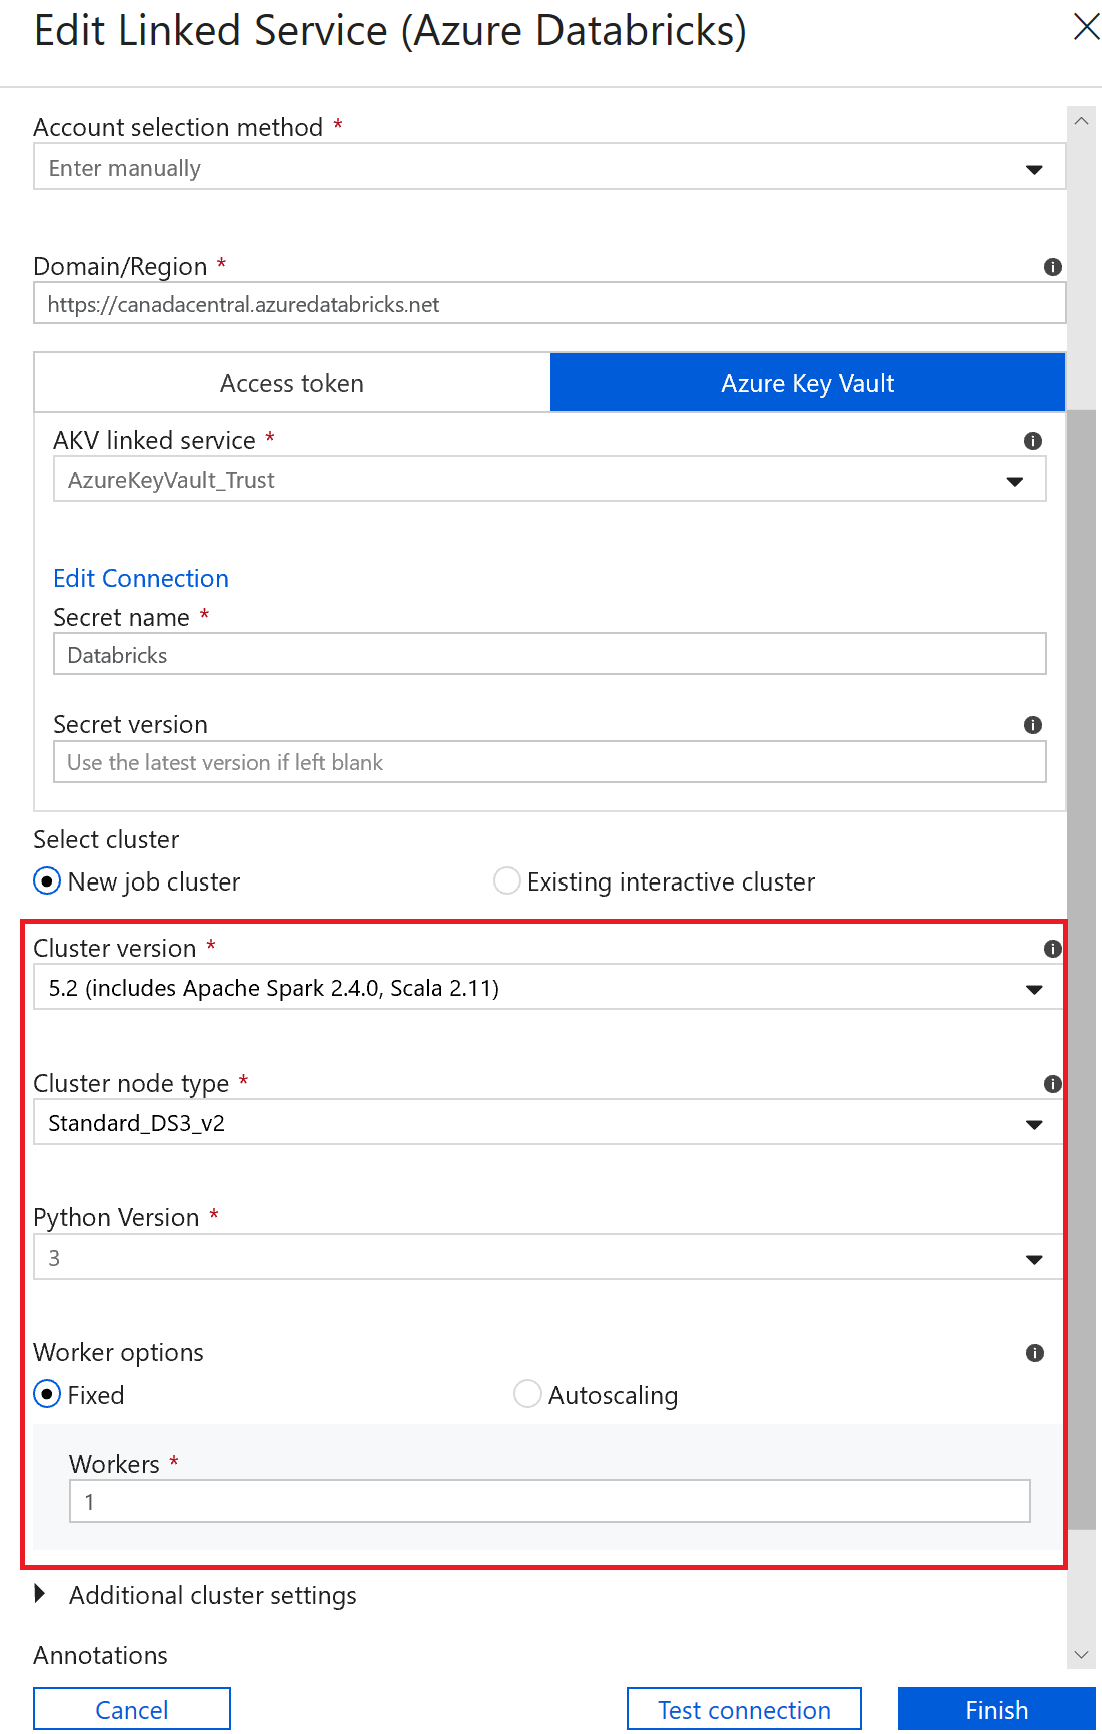 Edit Linked Service (Azure Databricks)
Account selection method *
Enter manually
Domain/Region *
https://canadacentral.azuredatabricks.net
Access token
Azure Key Vault
AKV linked service *
AzureKeyVault_Trust
Edit Connection
Secret name *
Databricks
Secret version
Use the latest version if left blank
Select cluster
New job cluster
Existing interactive cluster
Cluster version *
5.2 (includes Apache Spark 2.4.0, Scala 2.11)
Cluster node type *
Standard_DS3_v2
Python Version *
3
Worker options
Fixed
Autoscaling
Workers *
1
Additional cluster settings
Annotations
Cancel
Test connection
Finish